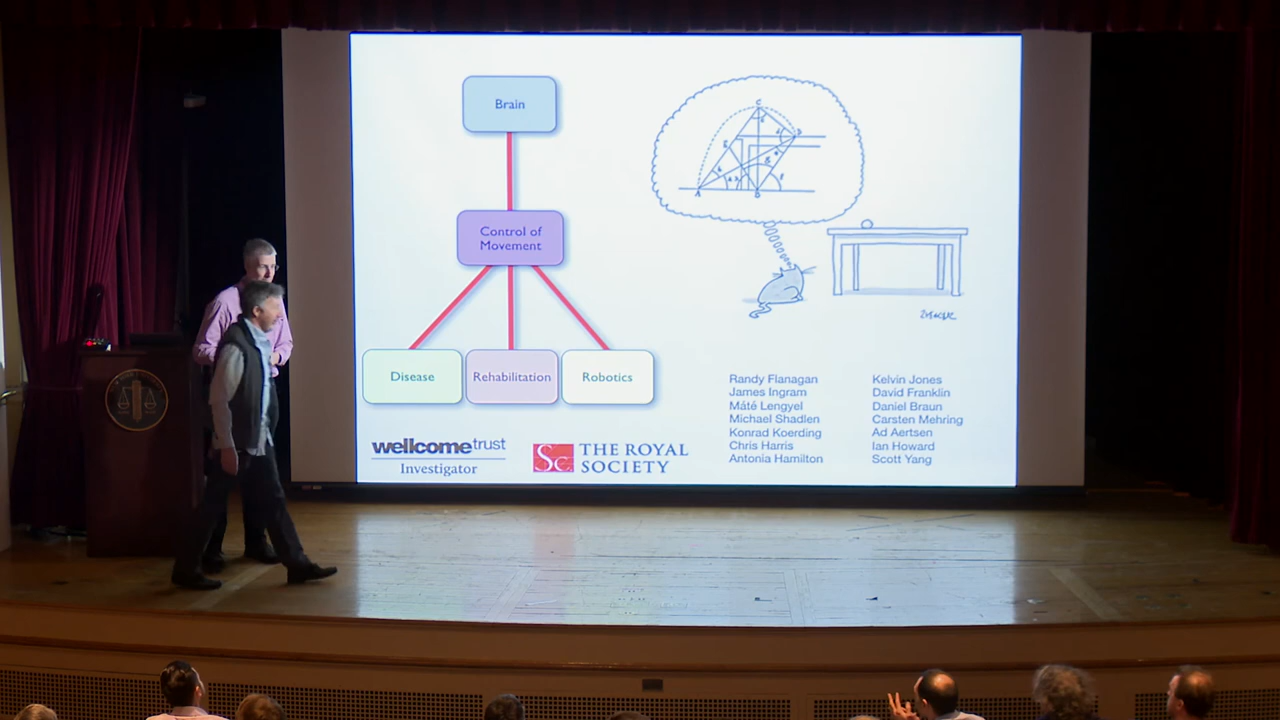 Brain
Control of
Movement
Disease
Rehabilitation
Robotics
wellcometrust
Investigator
Sc.
THE ROYAL
SOCIETY
C
A
Randy Flanagan
James Ingram
Máté Lengyel
Michael Shadlen
Konrad Koerding
Chris Harris
Antonia Hamilton
Kelvin Jones
David Franklin
Daniel Braun
Carsten Mehring
Ad Aertsen
Ian Howard
Scott Yang